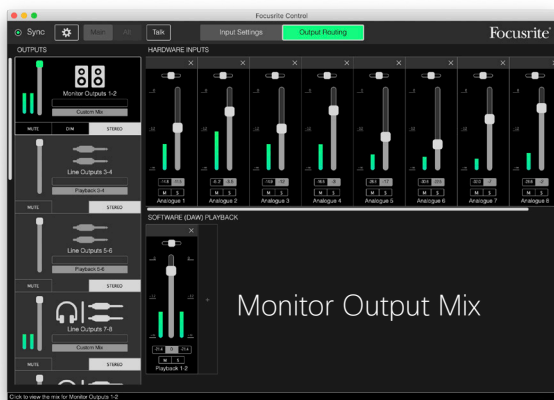 Focusrite Control
Sync
Main
Alt
Talk
Input Settings
Output Routing
Focusrite
OUTPUTS
HARDWARE INPUTS
Monitor Outputs 1-2
Custom Mix
MUTE
DIM
STEREO
Line Outputs 3-4
Playback 3-4
MUTE
STEREO
Line Outputs 5-6
Playback 5-6
MUTE
STEREO
Line Outputs 7-8
Custom Mix
MUTE
STEREO
M S M S M S M S M S M S M S M S
Analogue 1 Analogue 2 Analogue 3 Analogue 4 Analogue 5 Analogue 6 Analogue 7 Analogue 8
SOFTWARE (DAW) PLAYBACK
M S
Playback 1-2
Monitor Output Mix
Click to view the mix for Monitor Outputs 1-2